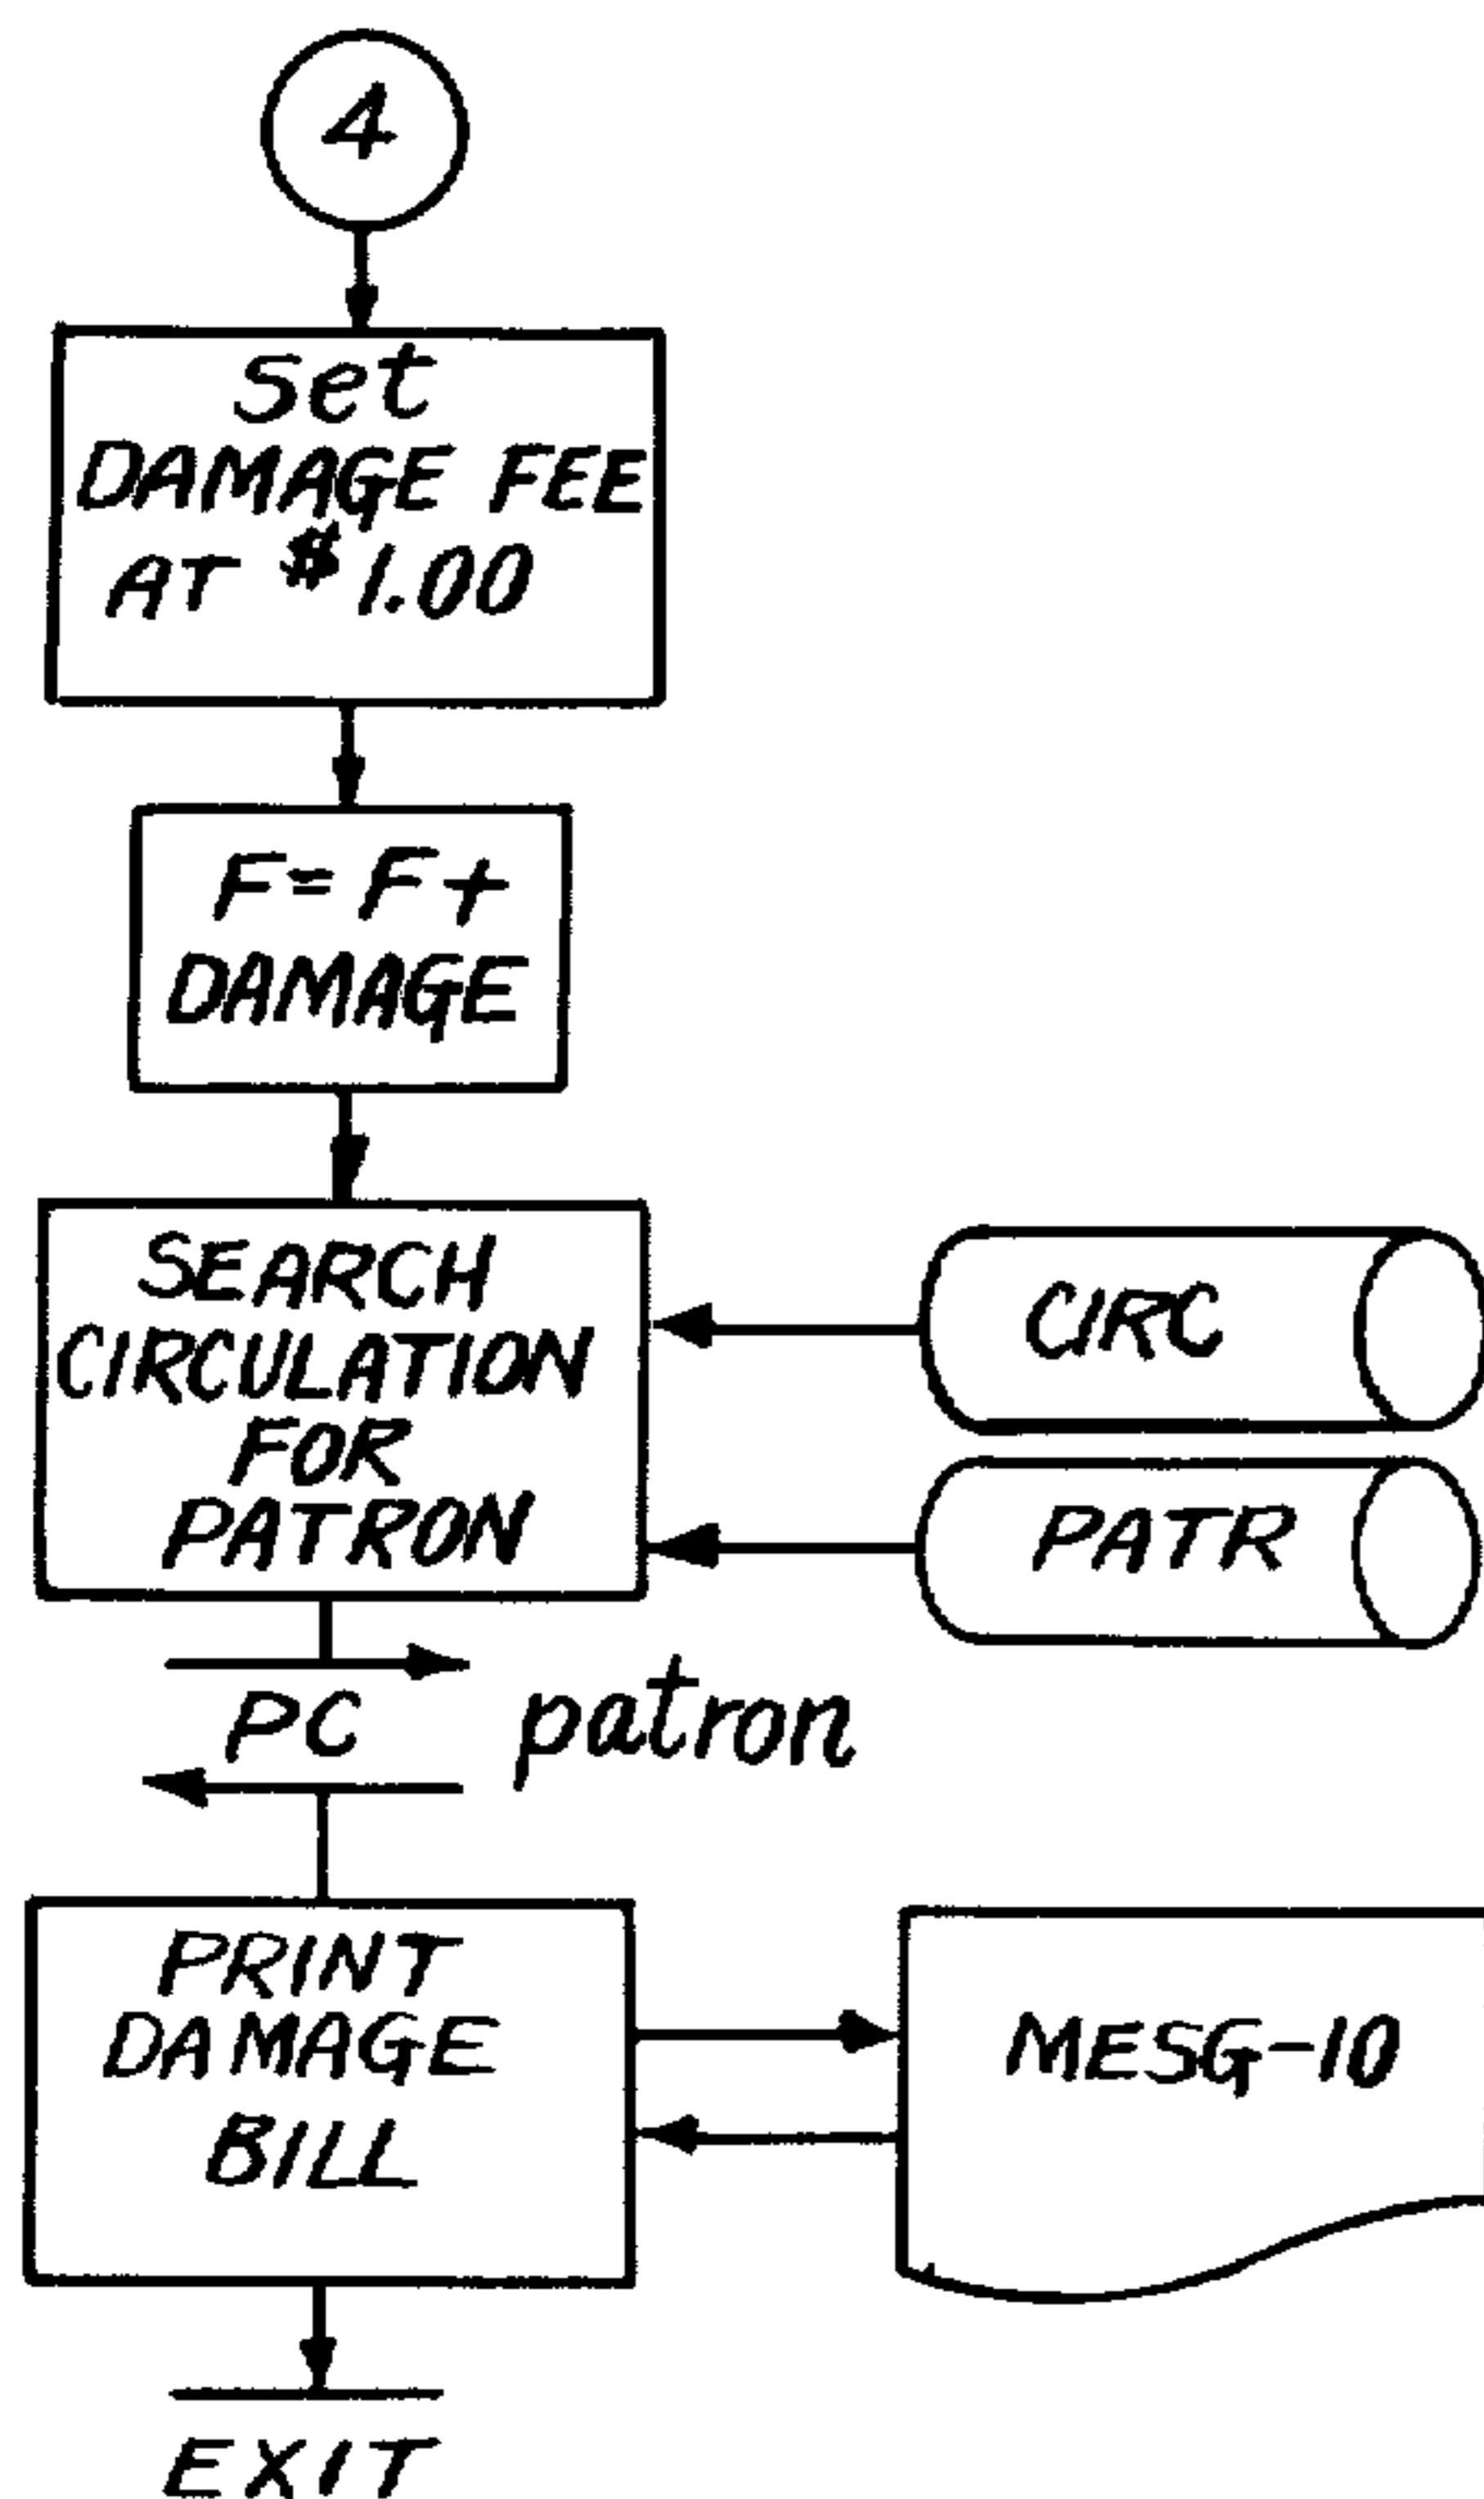 4
Set
DAMAGE FEE
AT $1.00
F=F+
DAMAGE
SEARCH
CIRCULATION
FOR
PATRON
CIRC
PATR
PC patron
PRINT
DAMAGE
BILL
MESG-10
EXIT